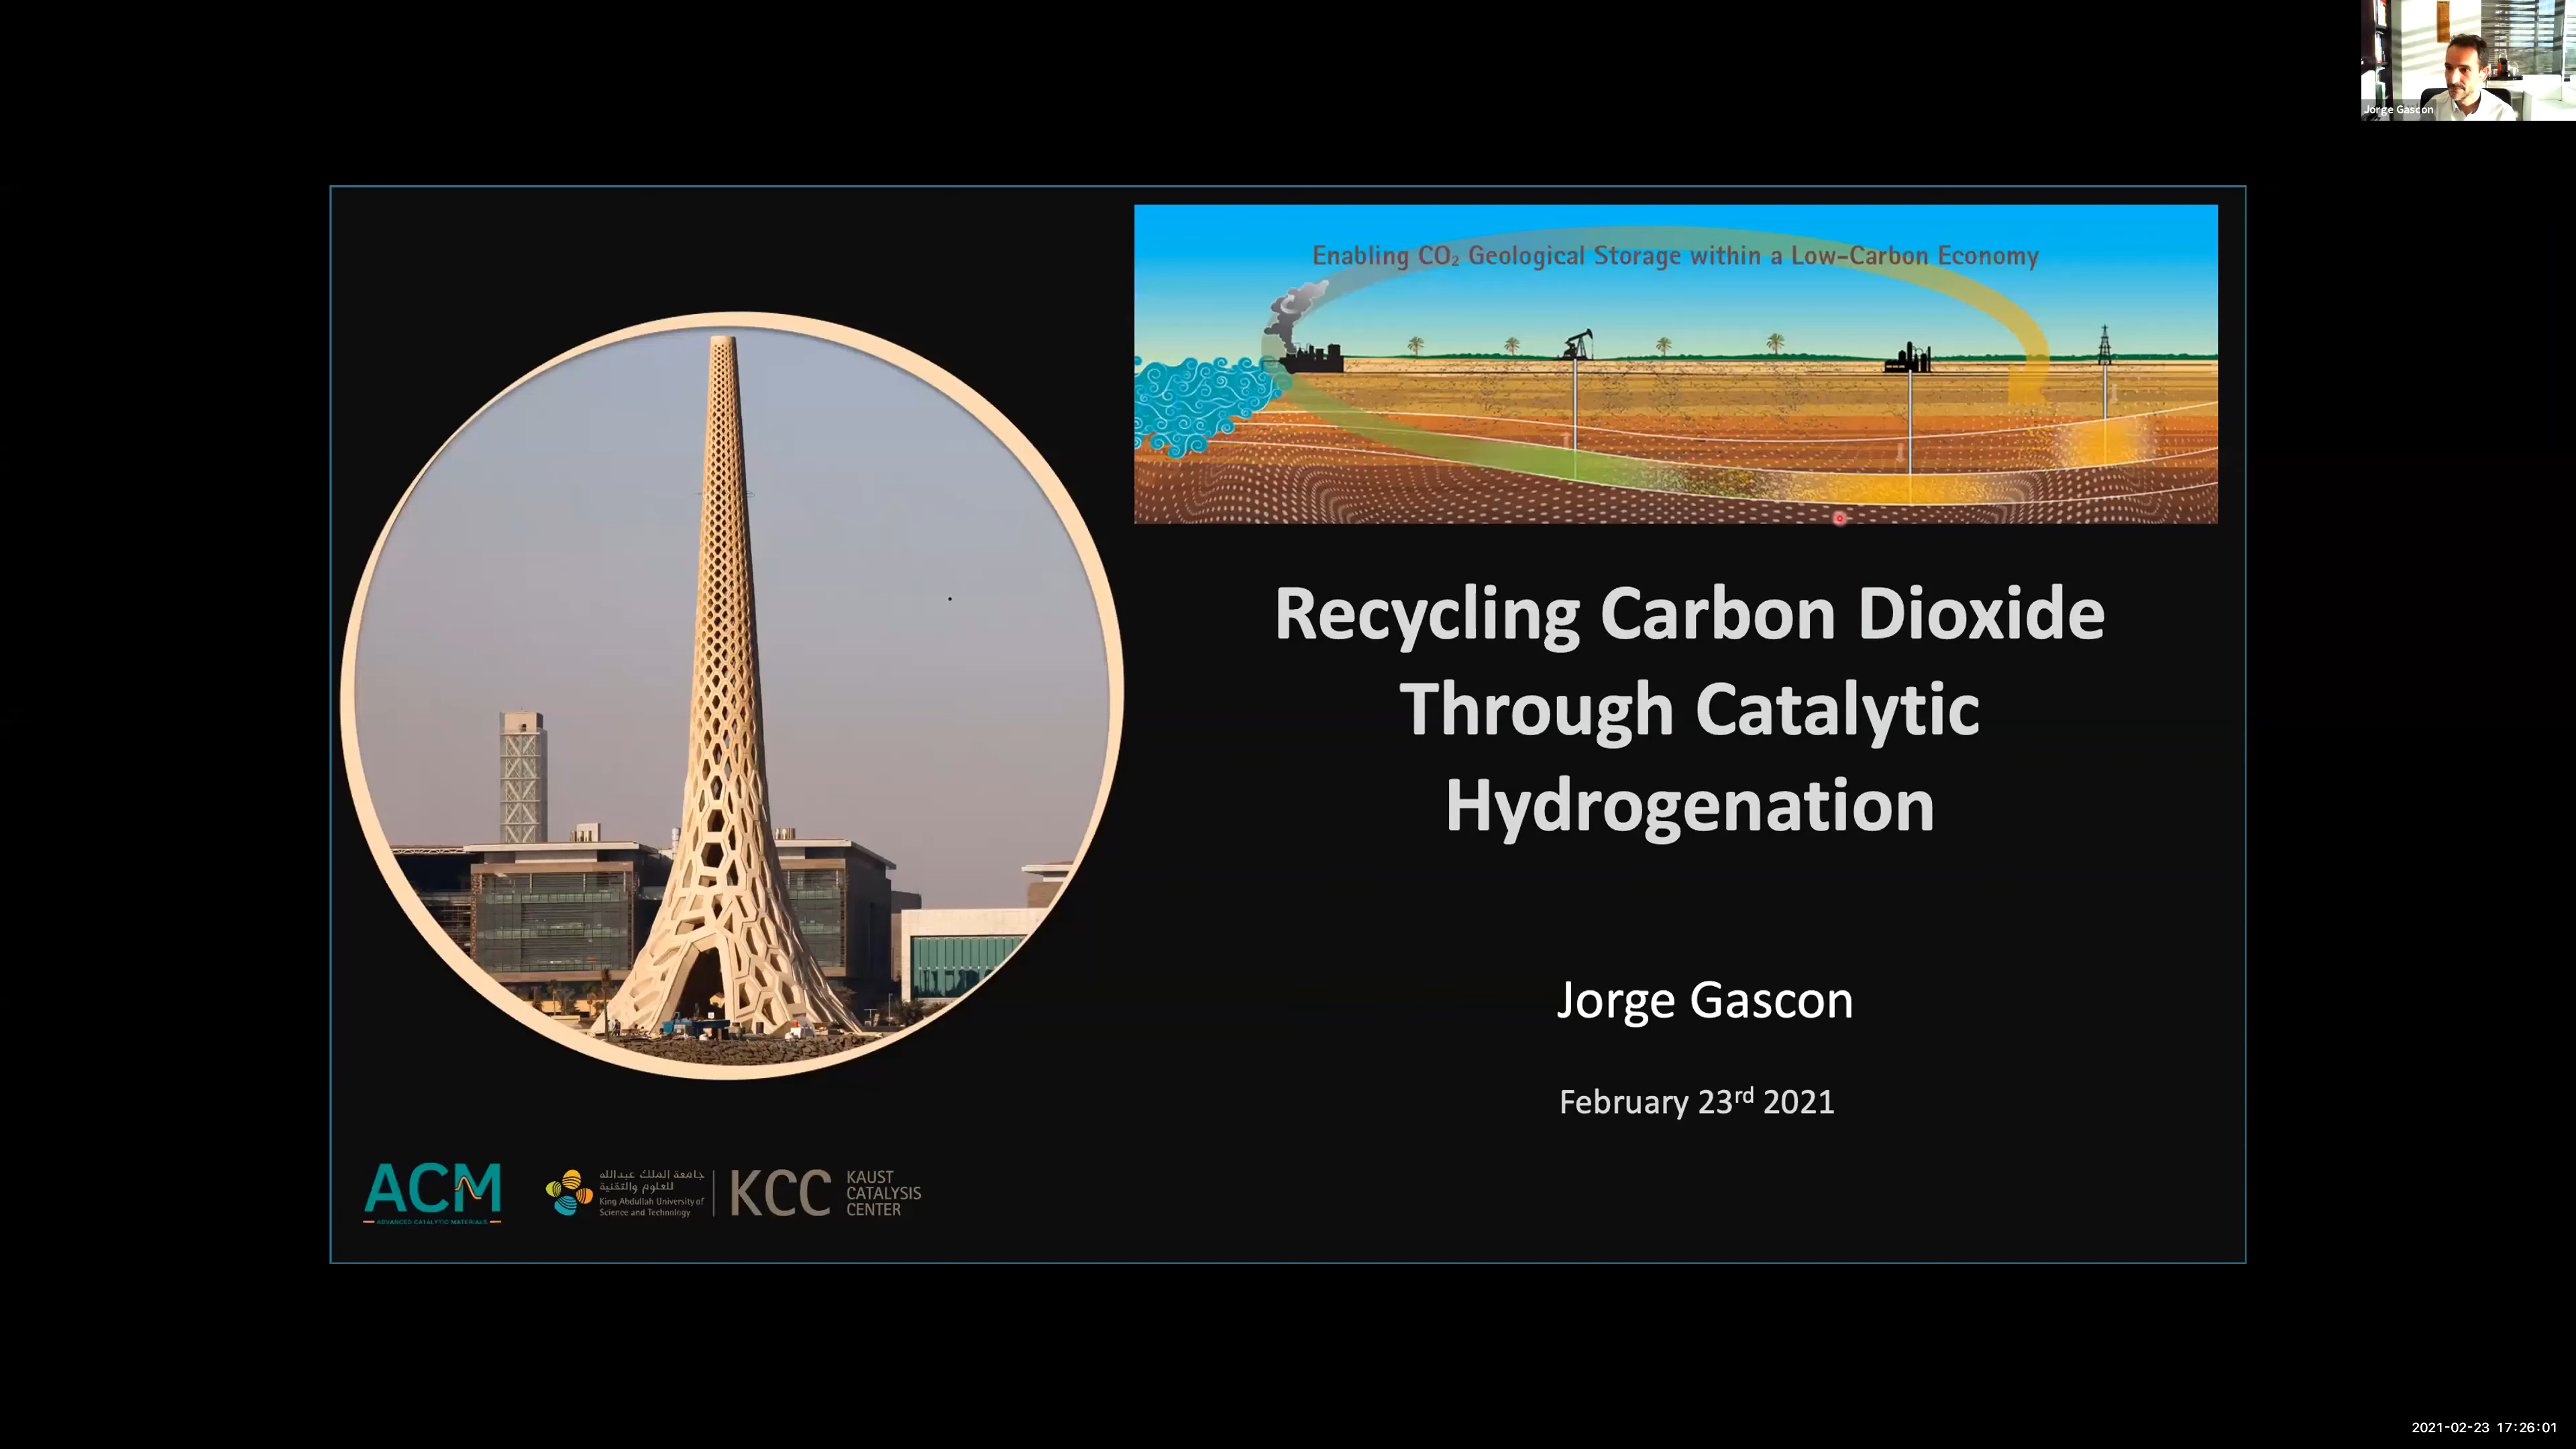 Jorge Gascon
Enabling CO₂ Geological Storage within a Low-Carbon Economy
Recycling Carbon Dioxide
Through Catalytic
Hydrogenation
Jorge Gascon
February 23rd 2021
ACM
ADVANCED CATALYTIC MATERIALS
جامعة الملك عبدالله
للعلوم والتقنية
King Abdullah University of
Science and Technology
KCC
KAUST
CATALYSIS
CENTER
2021-02-23 17:26:01